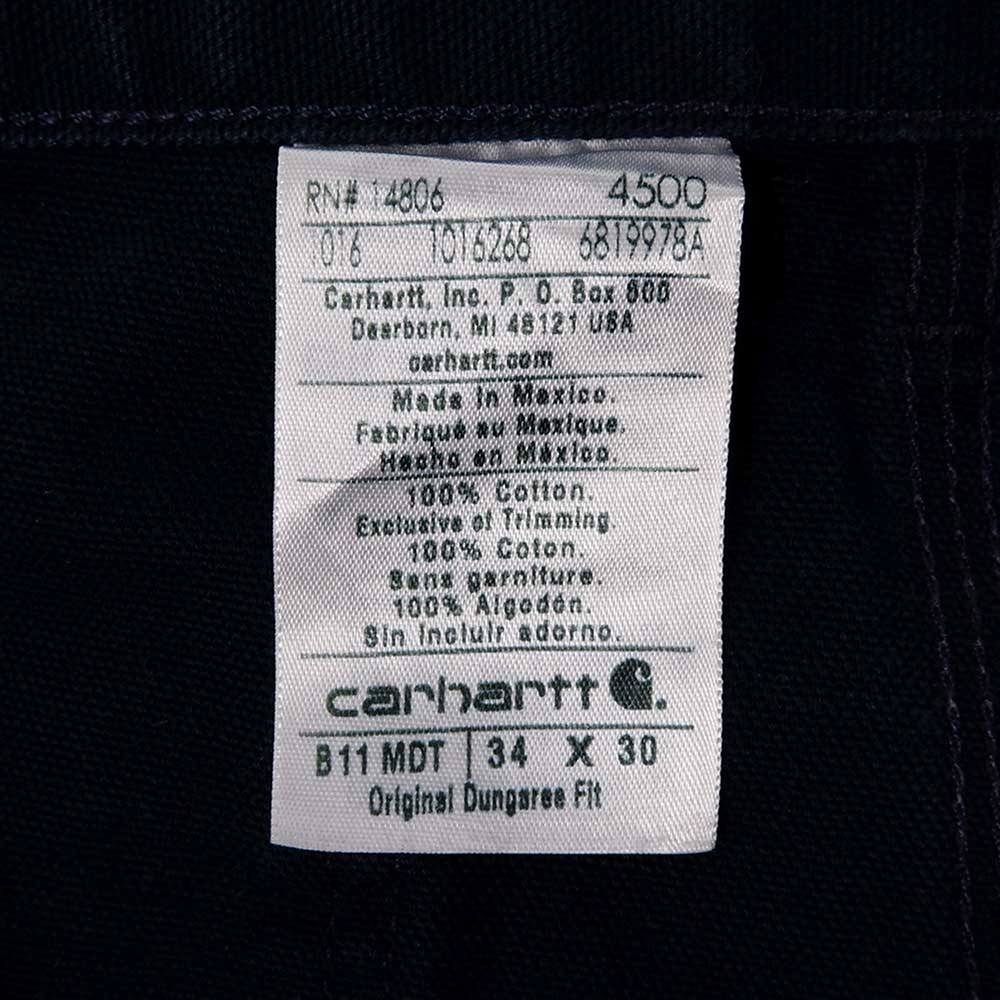 RN# 14806 4500
1016268 6819978A
Carhartt, Inc. P. O. Box 600
Dearborn, MI 48121 USA
carhartt.com
Made in Mexico.
Fabriqué au Mexique.
Hecho en México.
100% Cotton.
Exclusive of Trimming
100% Coton.
Sans garniture.
100% Algodón.
Sin incluir adorno.
carhartt
B11 MDT 34 X 30
Original Dungaree Fit